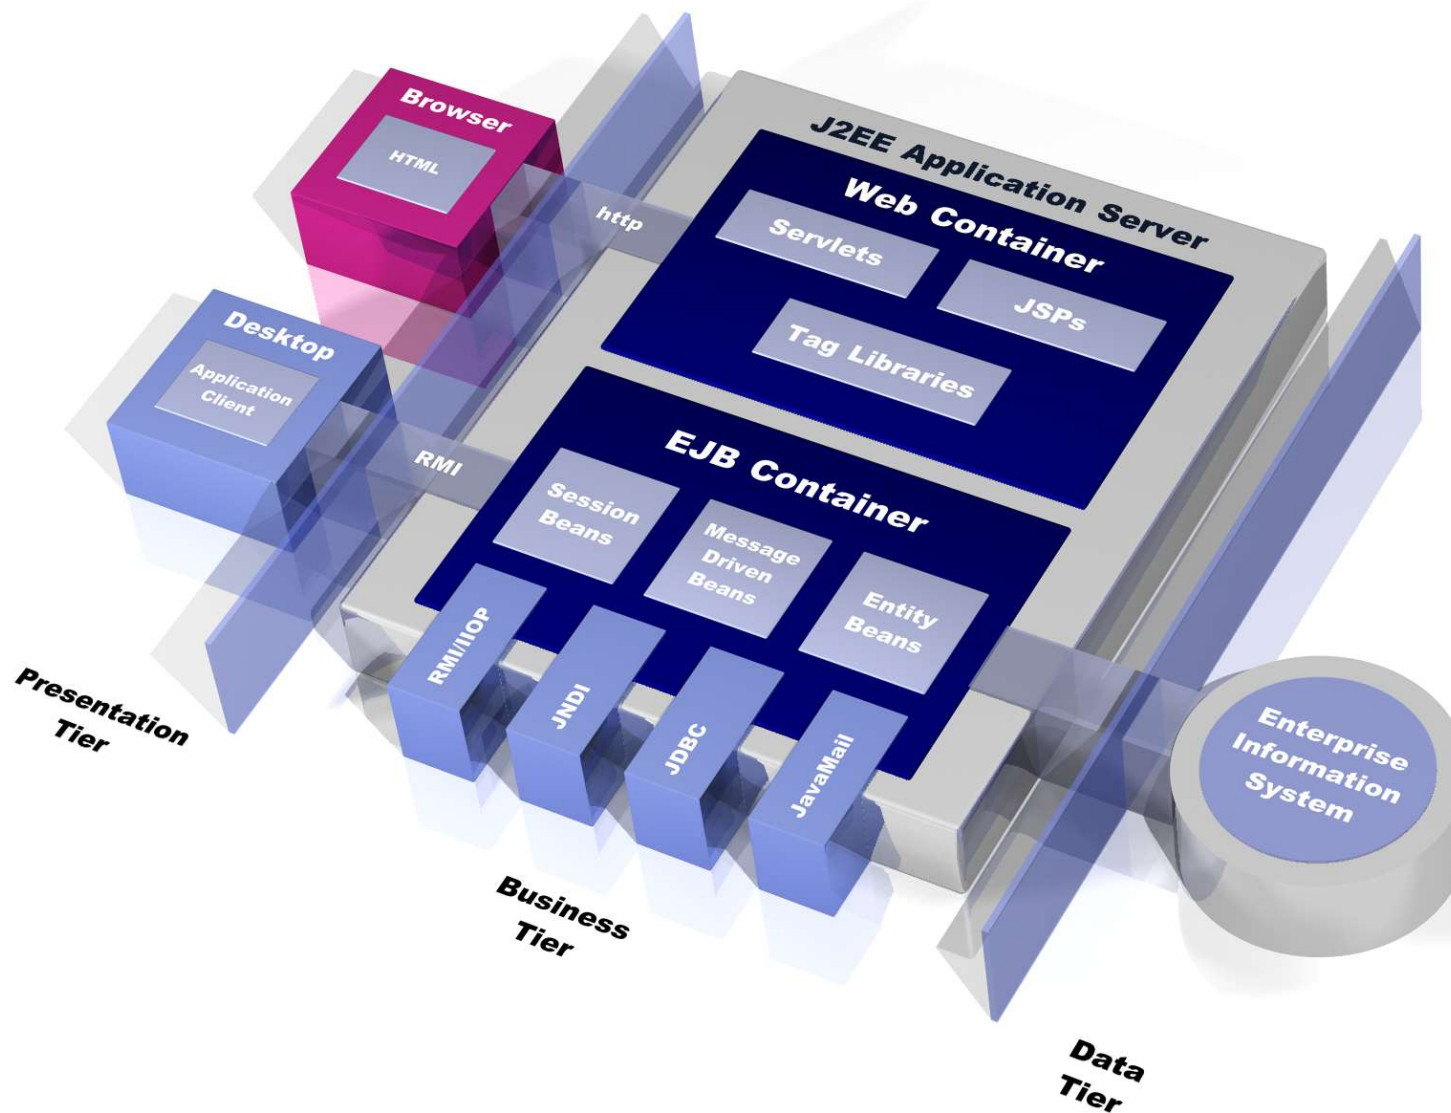 Browser
HTML
http
J2EE Application Server
Web Container
Servlets
JSPs
Tag Libraries
Desktop
Application
Client
RMI
EJB Container
Session
Beans
Message
Driven
Beans
Entity
Beans
RMI/IIOP
JNDI
JDBC
JavaMail
Enterprise
Information
System
Presentation
Tier
Business
Tier
Data
Tier